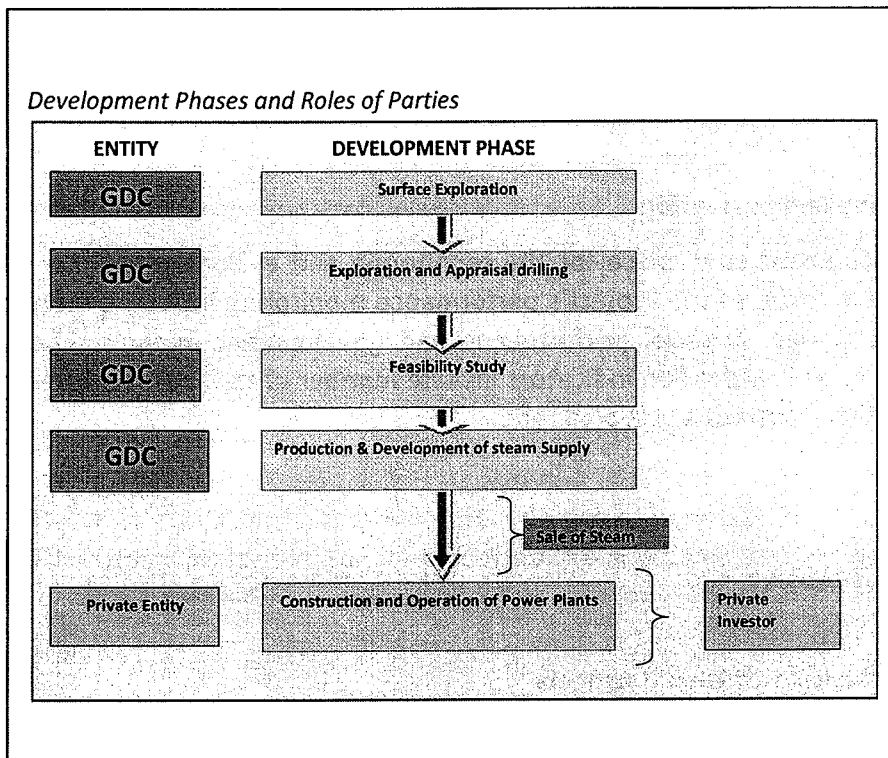 Development Phases and Roles of Parties
ENTITY
DEVELOPMENT PHASE
GDC
Surface Exploration
GDC
Exploration and Appraisal drilling
GDC
Feasibility Study
GDC
Production & Development of steam Supply
Sale of Steam
Private Entity
Construction and Operation of Power Plants
Private
Investor